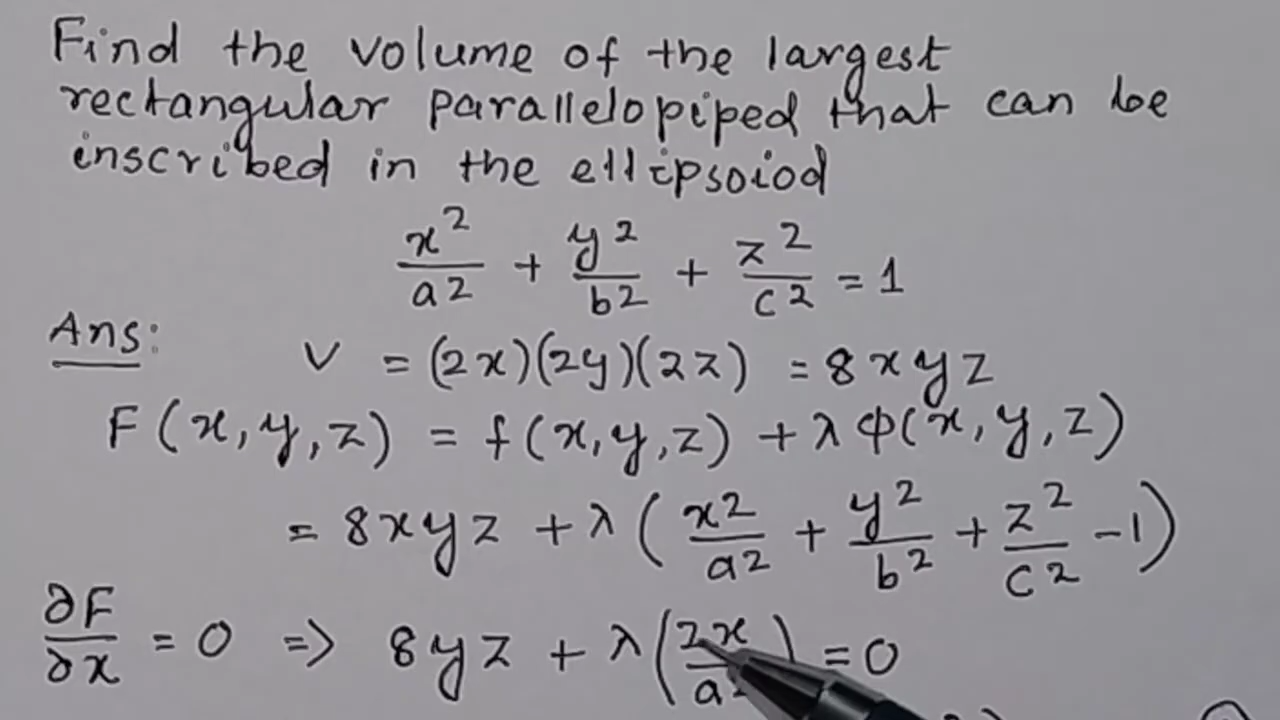 Find the volume of the largest
rectangular parallelopiped that can be
inscribed in the ellipsoiod
x²/a² + y²/b² + z²/c² = 1
Ans:
V = (2x)(2y)(2z) = 8xyz
F(x,y,z) = f(x,y,z) + λ φ(x,y,z)
= 8xyz + λ(x²/a² + y²/b² + z²/c² - 1)
∂F/∂x = 0 => 8yz + λ(2x/a²) = 0